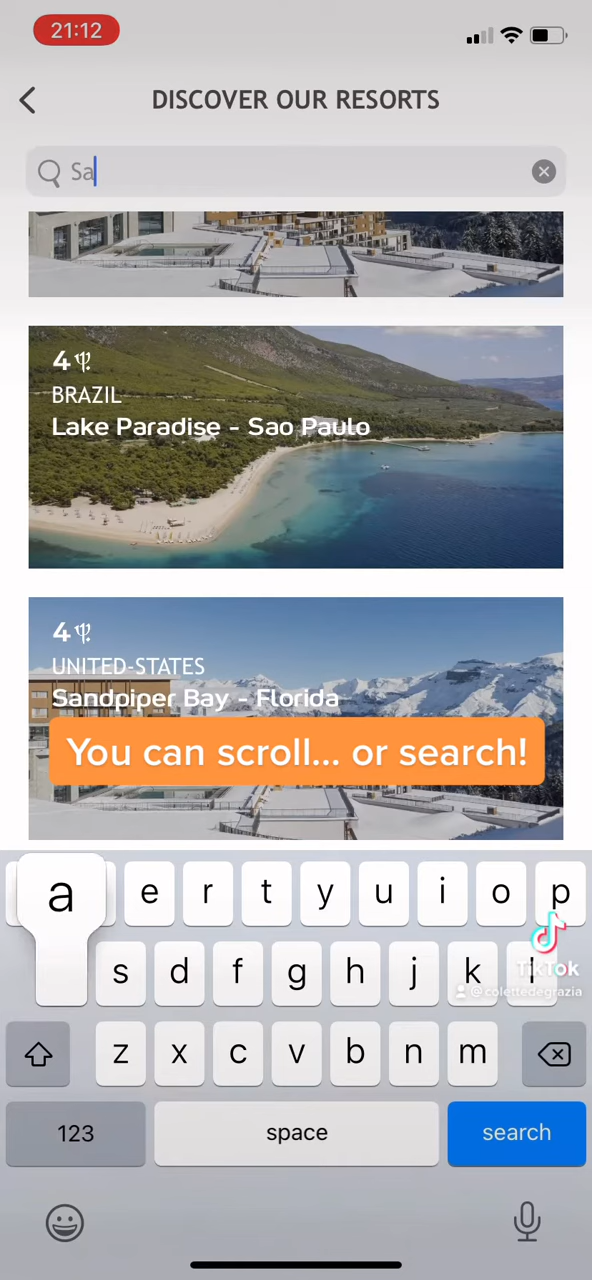 21:12
DISCOVER OUR RESORTS
Sa
4
BRAZIL
Lake Paradise - Sao Paulo
4
UNITED-STATES
Sandpiper Bay - Florida
You can scroll... or search!
a e r t y u i o p
s d f g h j k l
TikTok
@colettedegrazia
z x c v b n m
123 space search